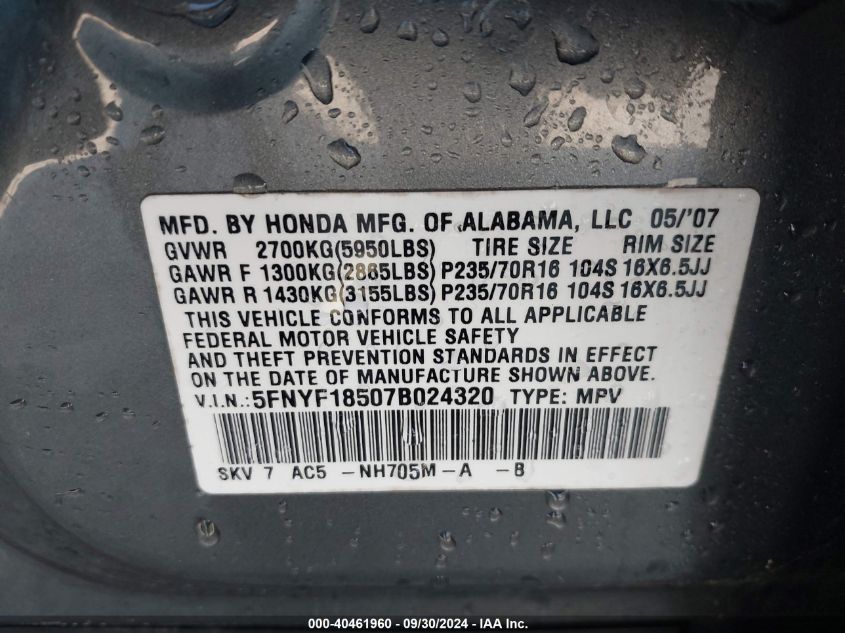 MFD. BY HONDA MFG. OF ALABAMA, LLC 05/'07
GVWR 2700KG(5950LBS) TIRE SIZE RIM SIZE
GAWR F 1300KG(2865LBS) P235/70R16 104S 16X6.5JJ
GAWR R 1430KG(3155LBS) P235/70R16 104S 16X6.5JJ
THIS VEHICLE CONFORMS TO ALL APPLICABLE
FEDERAL MOTOR VEHICLE SAFETY
AND THEFT PREVENTION STANDARDS IN EFFECT
ON THE DATE OF MANUFACTURE SHOWN ABOVE.
V.I.N.: 5FNYF18507B024320 TYPE: MPV
SKV 7 AC5 -NH705M-A -B
000-40461960 - 09/30/2024 - IAA Inc.